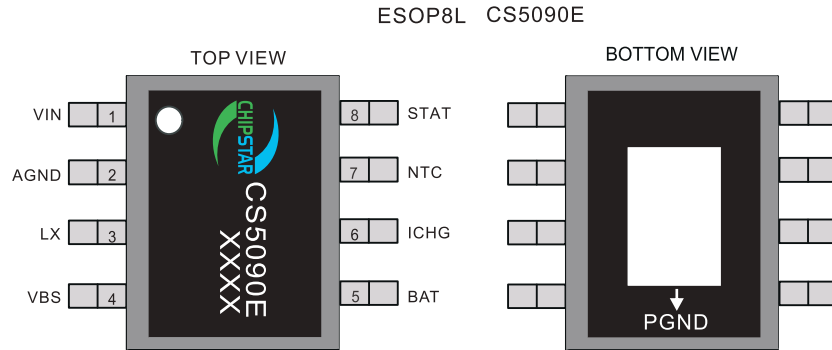 ESOP8L CS5090E
TOP VIEW
BOTTOM VIEW
VIN 1
AGND 2
LX 3
VBS 4
8 STAT
7 NTC
6 ICHG
5 BAT
CHIPSTAR
CS5090E
XXXX
PGND